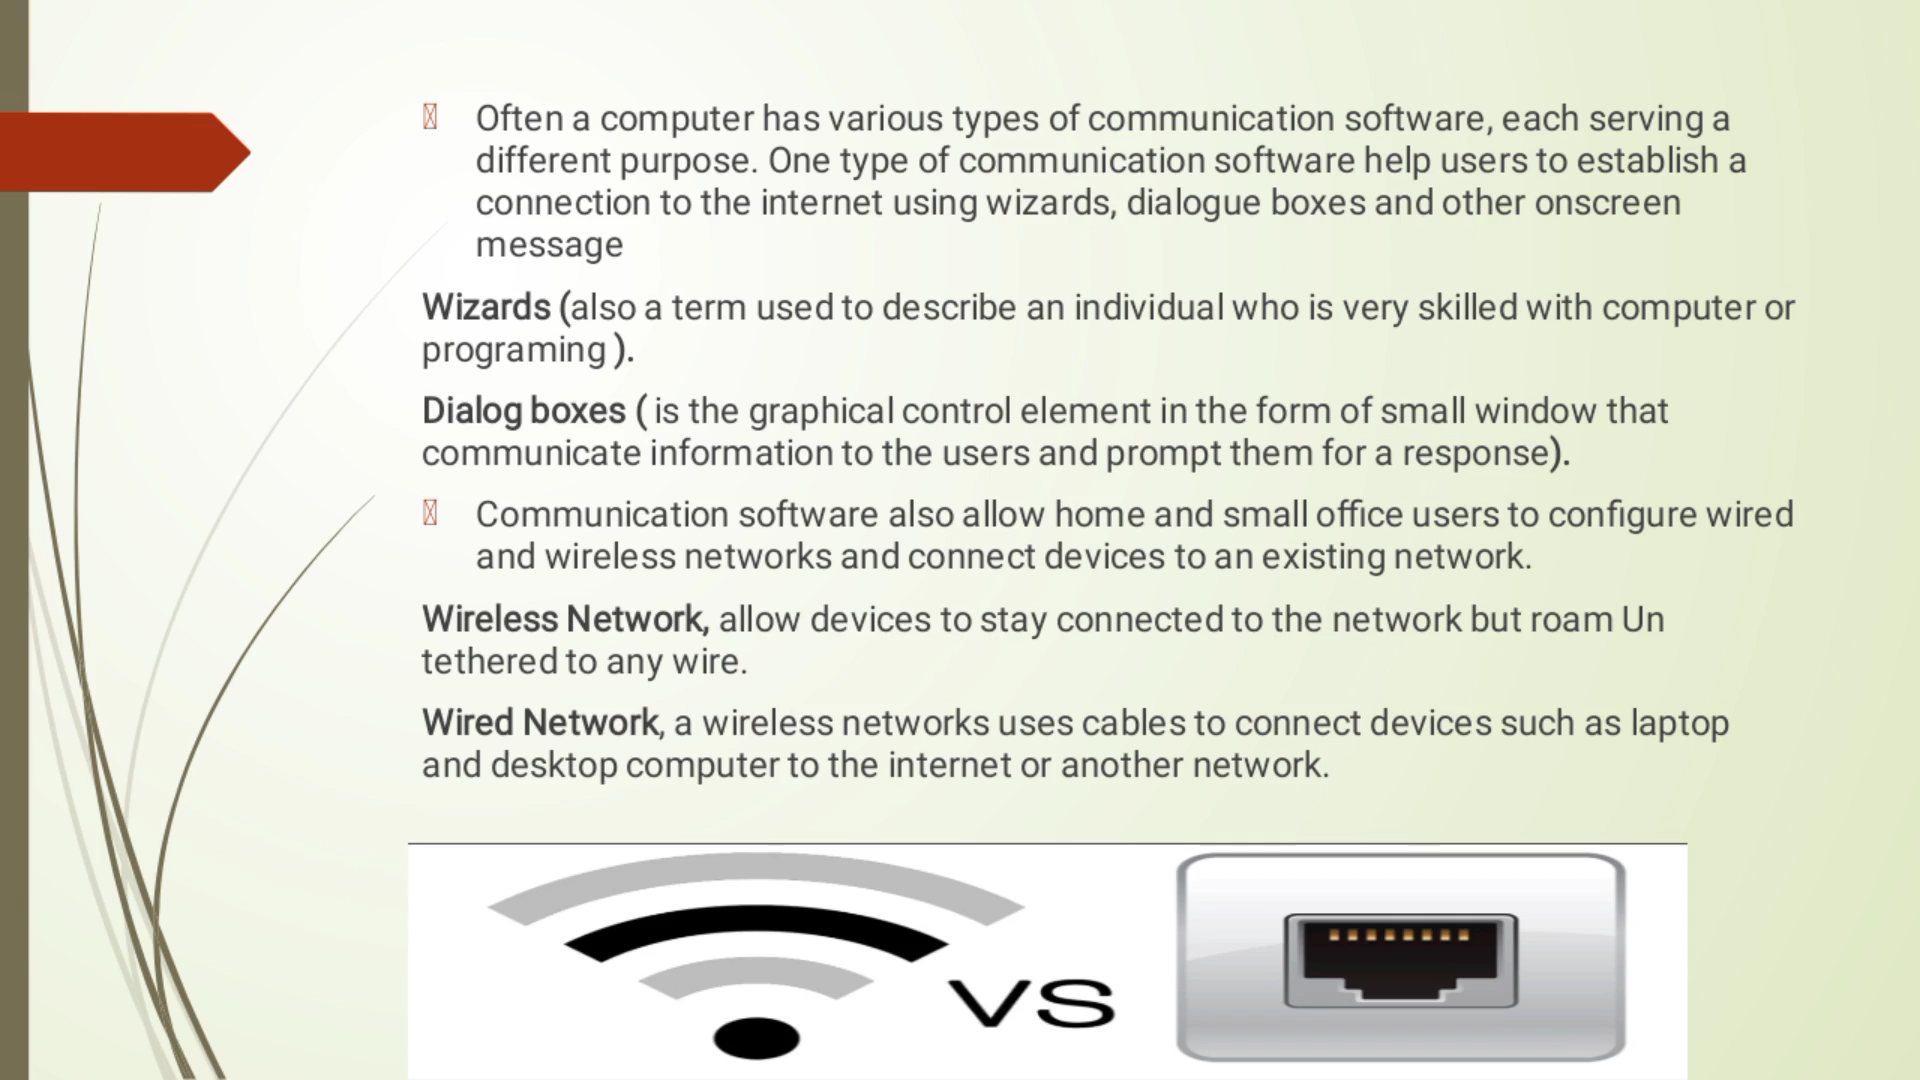 Often a computer has various types of communication software, each serving a
different purpose. One type of communication software help users to establish a
connection to the internet using wizards, dialogue boxes and other onscreen
message
Wizards (also a term used to describe an individual who is very skilled with computer or
programing ).
Dialog boxes ( is the graphical control element in the form of small window that
communicate information to the users and prompt them for a response).
Communication software also allow home and small office users to configure wired
and wireless networks and connect devices to an existing network.
Wireless Network, allow devices to stay connected to the network but roam Un
tethered to any wire.
Wired Network, a wireless networks uses cables to connect devices such as laptop
and desktop computer to the internet or another network.
VS